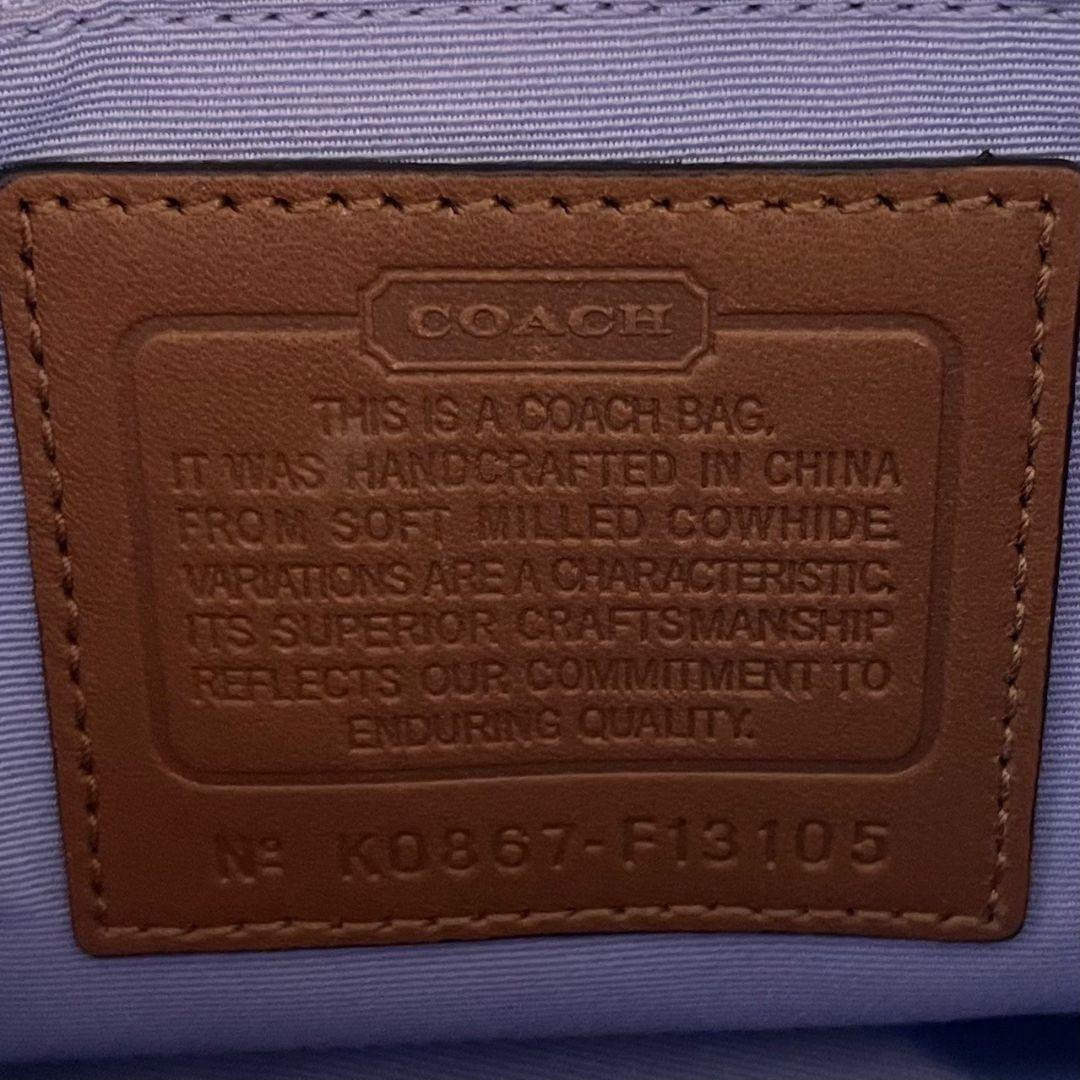 COACH
THIS IS A COACH BAG.
IT WAS HANDCRAFTED IN CHINA
FROM SOFT MILLED COWHIDE.
VARIATIONS ARE A CHARACTERISTIC.
ITS SUPERIOR CRAFTSMANSHIP
REFLECTS OUR COMMITMENT TO
ENDURING QUALITY.
Nº K0867-F13105